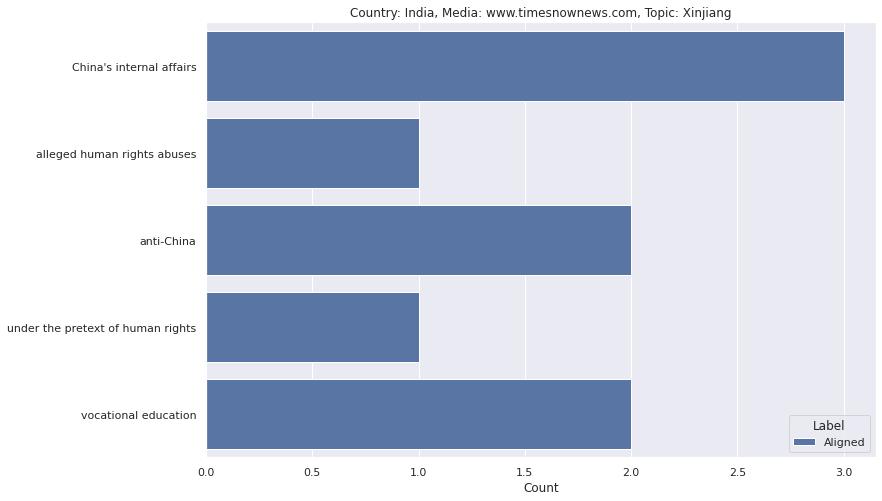 Country: India, Media: www.timesnownews.com, Topic: Xinjiang
China's internal affairs
alleged human rights abuses
anti-China
under the pretext of human rights
vocational education
Label
Aligned
0.0 0.5 1.0 1.5 2.0 2.5 3.0
Count